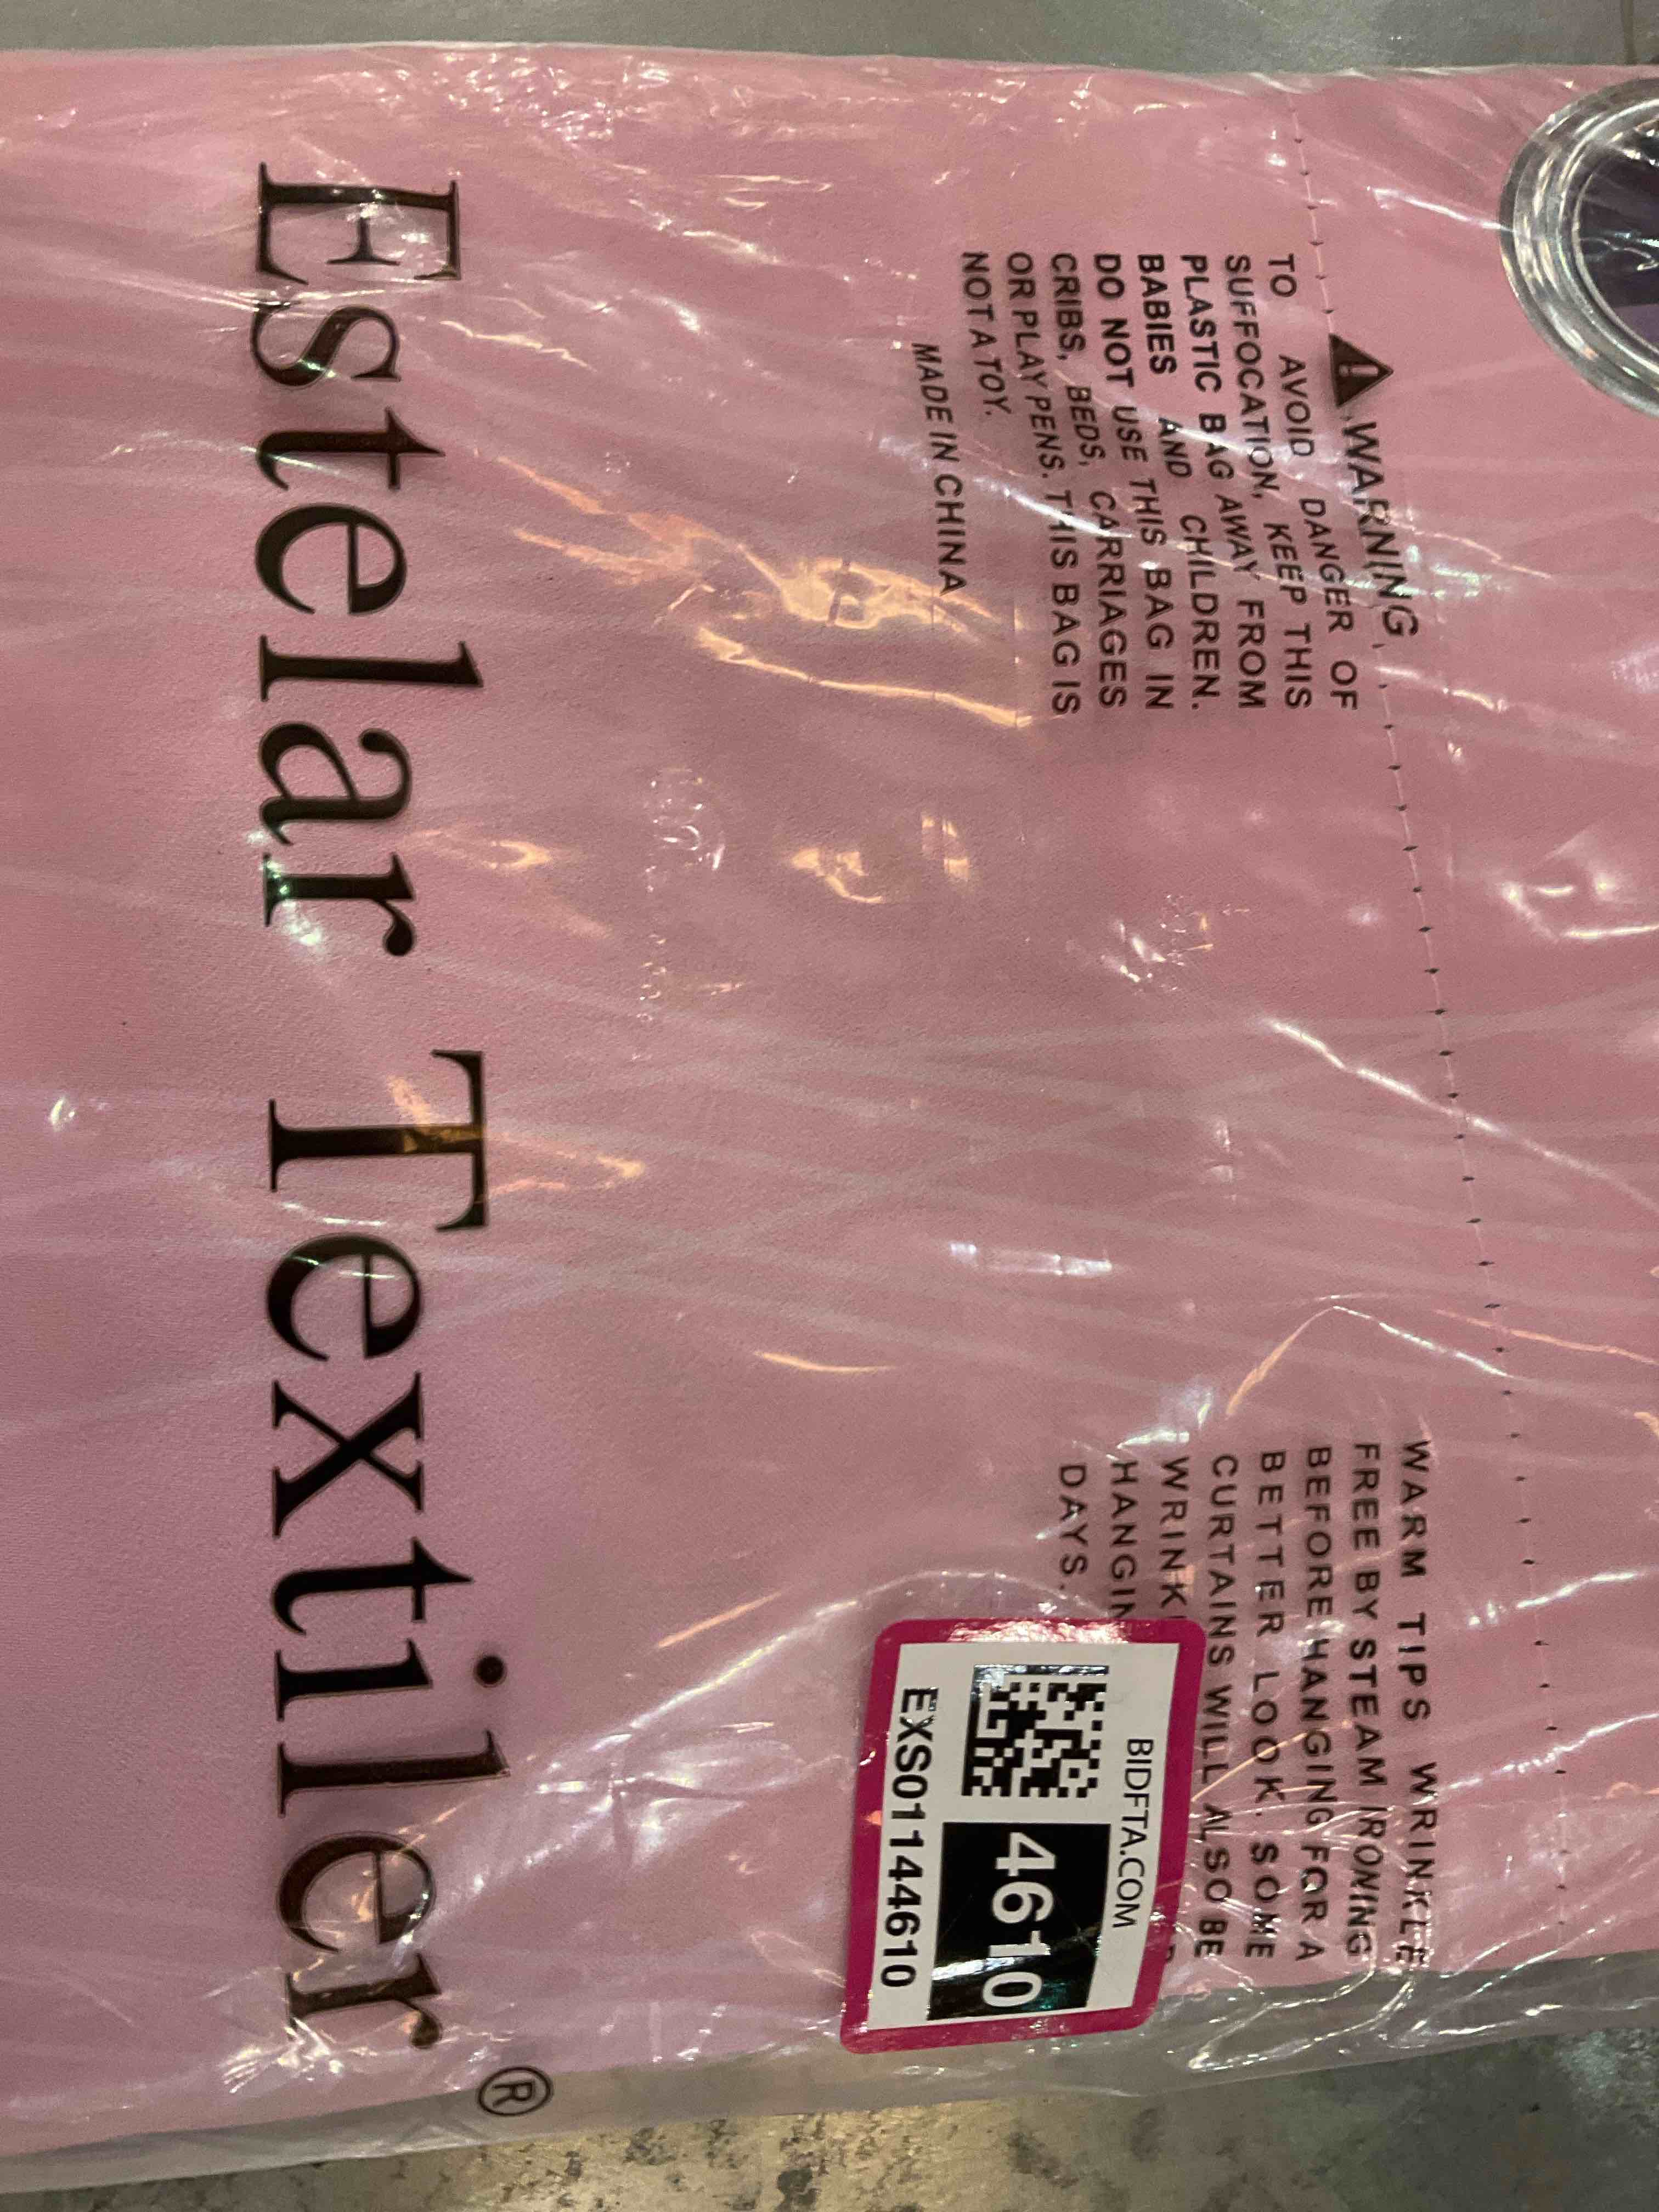 WARNING
TO AVOID DANGER OF
SUFFOCATION, KEEP THIS
PLASTIC BAG AWAY FROM
BABIES AND CHILDREN.
DO NOT USE THIS BAG IN
CRIBS, BEDS, CARRIAGES
OR PLAY PENS. THIS BAG IS
NOT A TOY.
MADE IN CHINA
WARM TIPS WRINKLE
FREE BY STEAM IRONING
BEFORE HANGING FOR A
BETTER LOOK. SOME
CURTAINS WILL ALSO BE
DAYS.
BIDFTA.COM
4610
EXS01144610
Estelar Textiler®